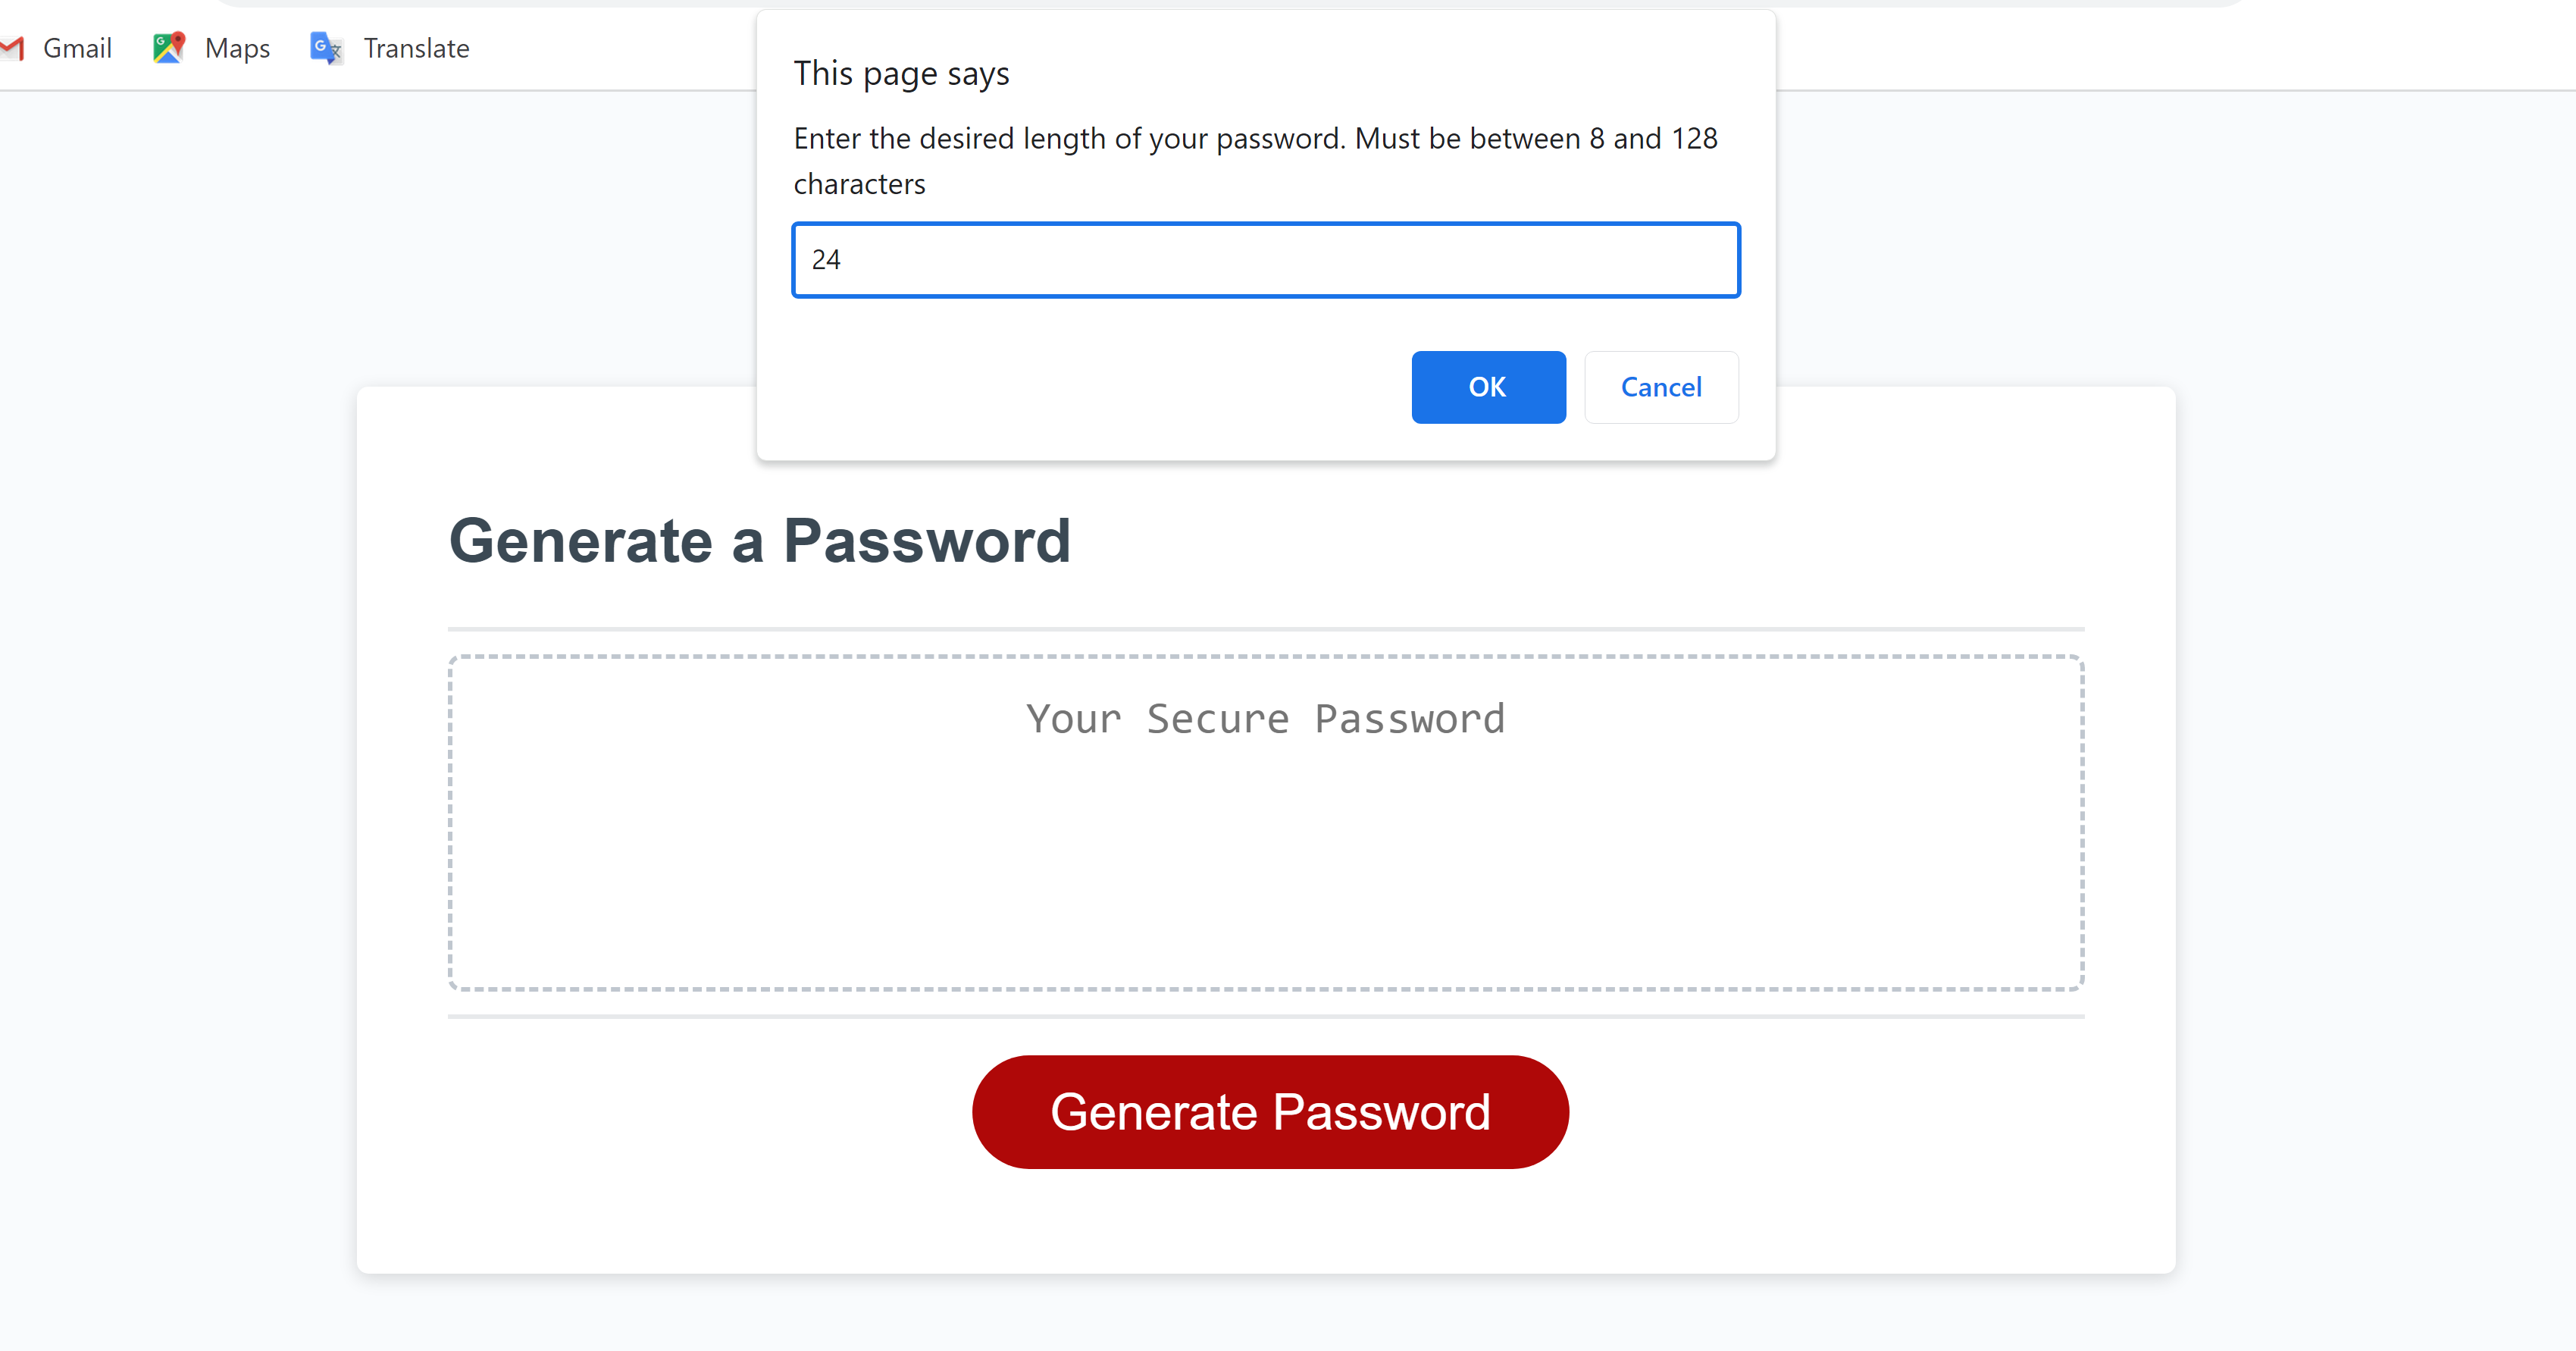 Gmail Maps Translate
This page says
Enter the desired length of your password. Must be between 8 and 128
characters
24
OK Cancel
Generate a Password
Your Secure Password
Generate Password